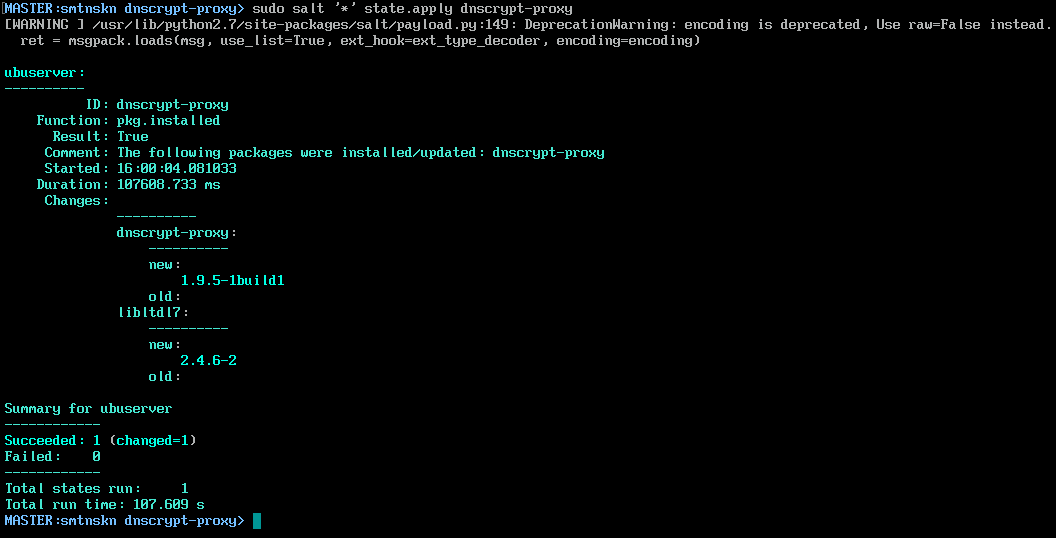 [MASTER:smtnskn dnscrypt-proxy> sudo salt '*' state.apply dnscrypt-proxy
[WARNING ] /usr/lib/python2.7/site-packages/salt/payload.py:149: DeprecationWarning: encoding is deprecated, Use raw=False instead.
  ret = msgpack.loads(msg, use_list=True, ext_hook=ext_type_decoder, encoding=encoding)

ubuserver:
----------
          ID: dnscrypt-proxy
    Function: pkg.installed
      Result: True
     Comment: The following packages were installed/updated: dnscrypt-proxy
     Started: 16:00:04.081033
    Duration: 107608.733 ms
     Changes:
              ----------
              dnscrypt-proxy:
                  ----------
                  new:
                      1.9.5-1build1
                  old:
              libltdl7:
                  ----------
                  new:
                      2.4.6-2
                  old:

Summary for ubuserver
------------
Succeeded: 1 (changed=1)
Failed:    0
------------
Total states run:     1
Total run time: 107.609 s
MASTER:smtnskn dnscrypt-proxy>